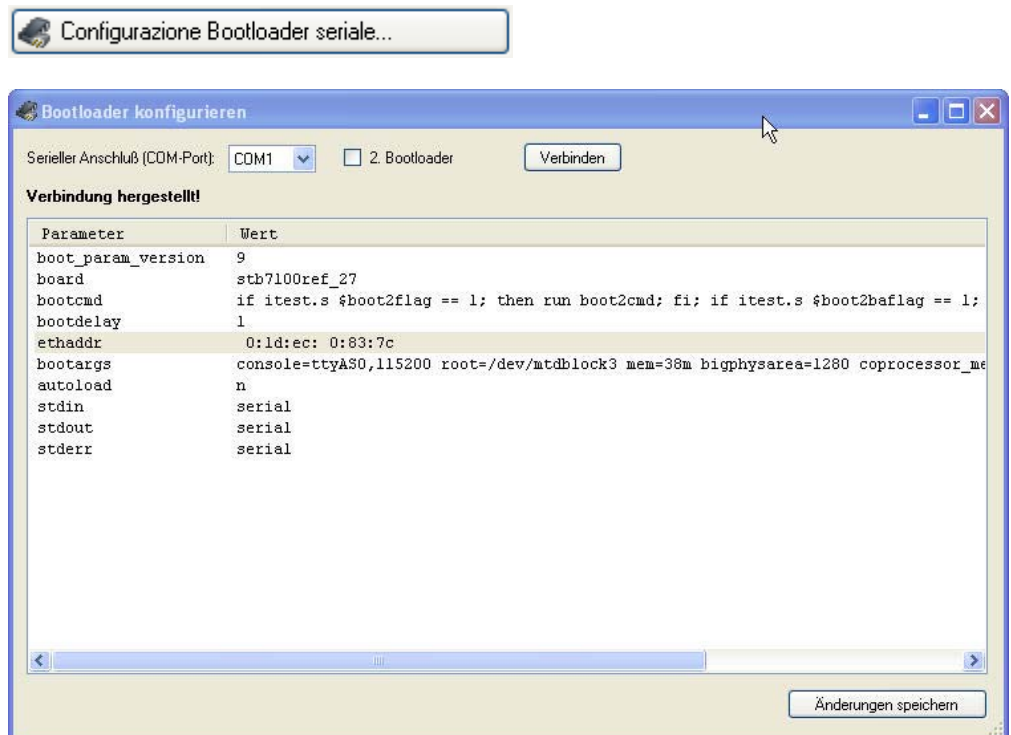 Configurazione Bootloader seriale...
Bootloader konfigurieren
Serieller Anschluß (COM-Port): COM1 2. Bootloader Verbinden
Verbindung hergestellt!
Parameter Wert
boot_param_version 9
board stb7100ref_27
bootcmd if itest.s $boot2flag == 1; then run boot2cmd; fi; if itest.s $boot2baflag == 1;
bootdelay 1
ethaddr 0:1d:ec: 0:83:7c
bootargs console=ttyAS0,115200 root=/dev/mtdblock3 mem=38m bigphysarea=1280 coprocessor_me
autoload n
stdin serial
stdout serial
stderr serial
Änderungen speichern